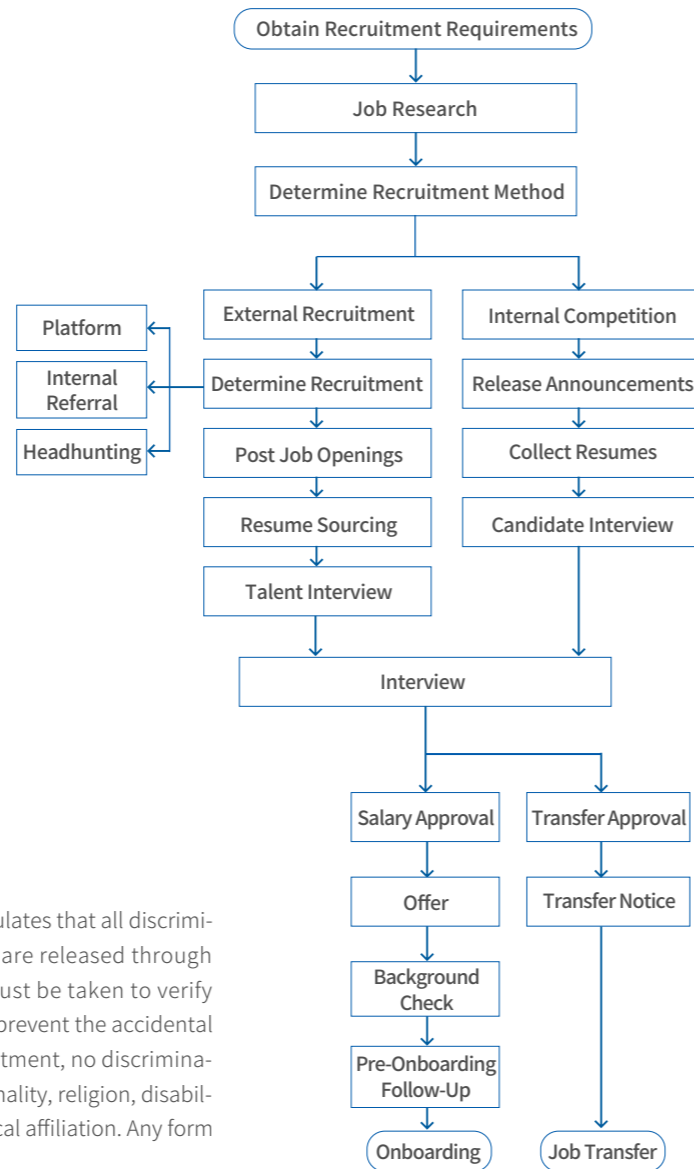 Obtain Recruitment Requirements
Job Research
Determine Recruitment Method
External Recruitment
Internal Competition
Platform
Internal
Referral
Headhunting
Determine Recruitment
Release Announcements
Post Job Openings
Collect Resumes
Resume Sourcing
Candidate Interview
Talent Interview
Interview
Salary Approval
Transfer Approval
Offer
Transfer Notice
Background
Check
Pre-Onboarding
Follow-Up
Onboarding
Job Transfer
ulates that all discrimi-
are released through
ust be taken to verify
prevent the accidental
tment, no discrimina-
nality, religion, disabil-
cal affiliation. Any form